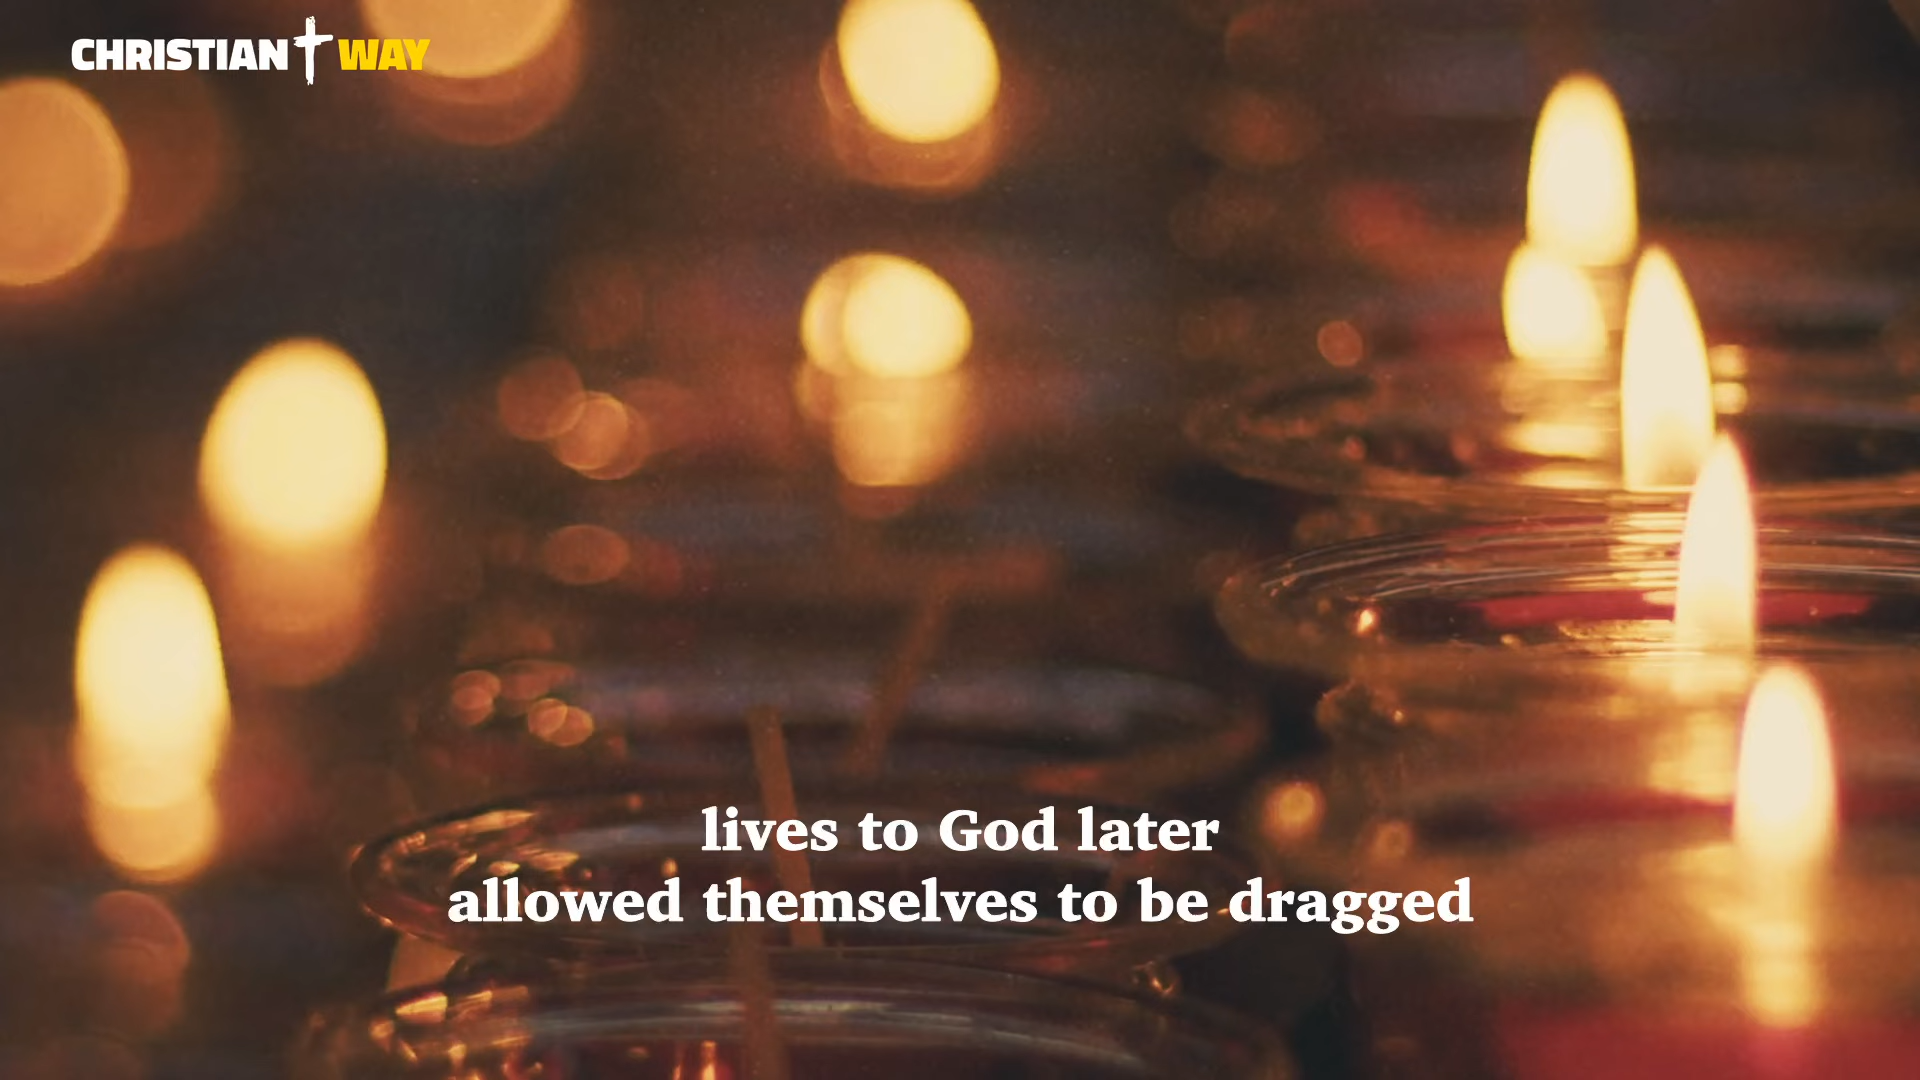 CHRISTIAN WAY
lives to God later
allowed themselves to be dragged